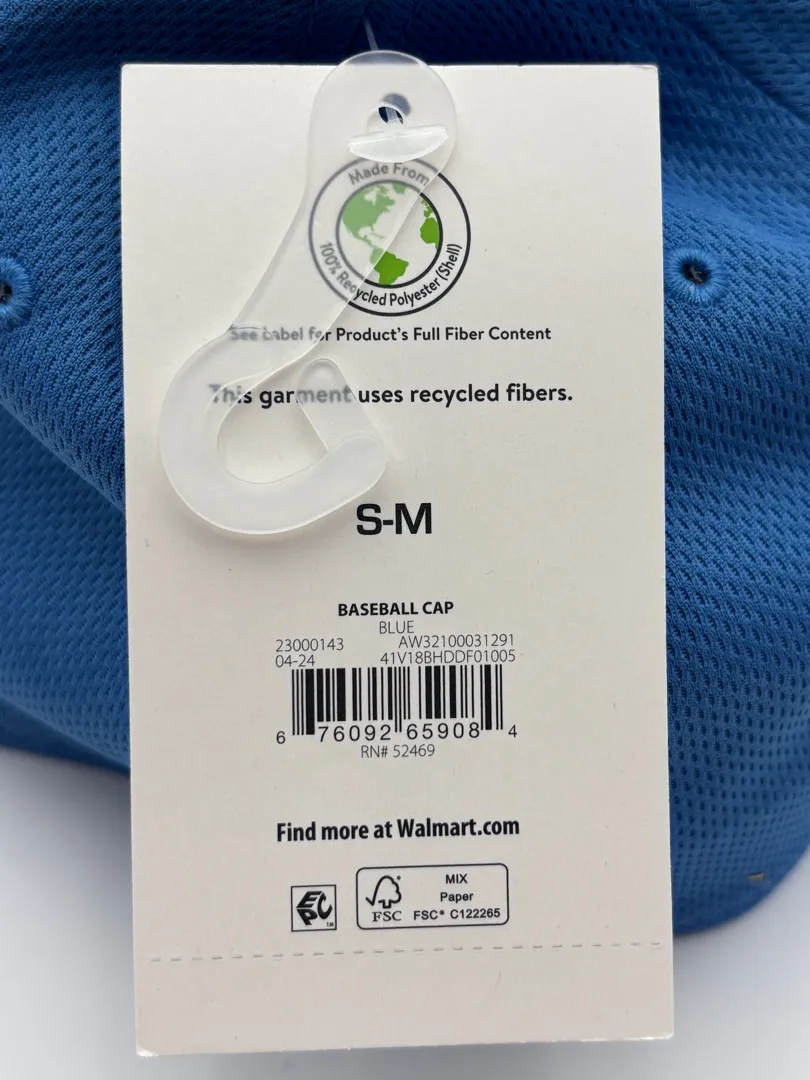 Made From
100% Recycled Polyester (Shell)
See Label for Product's Full Fiber Content
This garment uses recycled fibers.
S-M
BASEBALL CAP
BLUE
23000143 AW32100031291
04-24 41V18BHDDF01005
6 76092 65908 4
RN# 52469
Find more at Walmart.com
EPC™
FSC
MIX
Paper
FSC® C122265